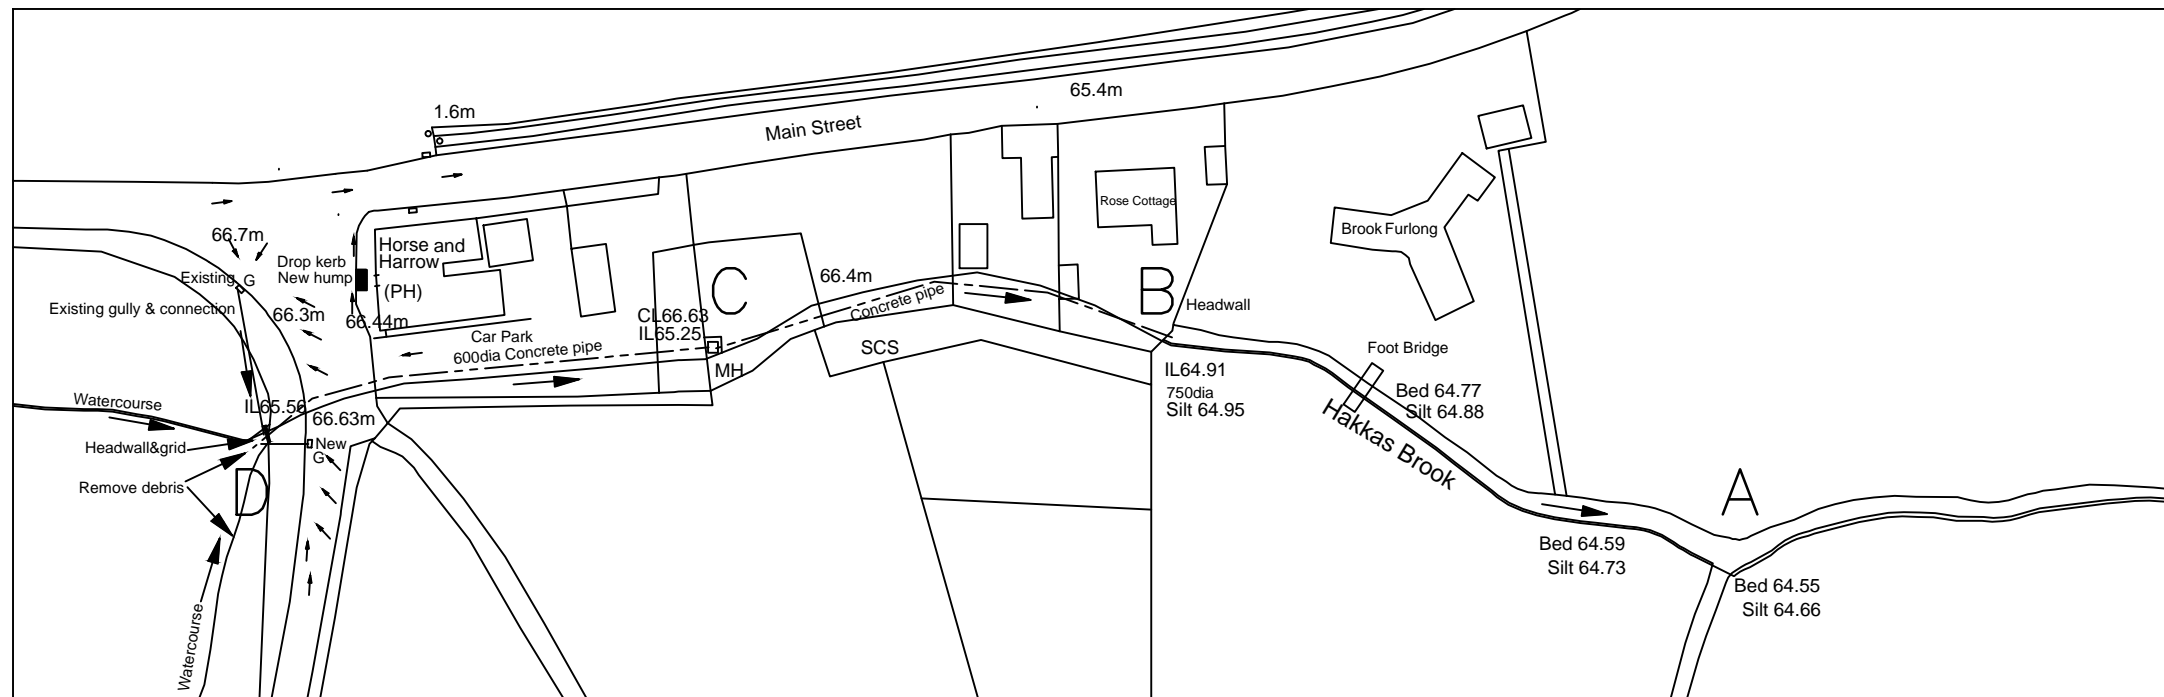 1.6m
65.4m
Main Street
66.7m
Existing G
Existing gully & connection
Drop kerb
New hump
66.3m
66.44m
Horse and
Harrow
(PH)
Car Park
600dia Concrete pipe
CL66.63
IL65.25
C
MH
66.4m
Concrete pipe
SCS
Rose Cottage
B
Headwall
IL64.91
750dia
Silt 64.95
Brook Furlong
Foot Bridge
Bed 64.77
Silt 64.88
Hakkas Brook
A
Bed 64.59
Silt 64.73
Bed 64.55
Silt 64.66
Watercourse
IL65.56
66.63m
Headwall&grid
New
G
Remove debris
D
Watercourse